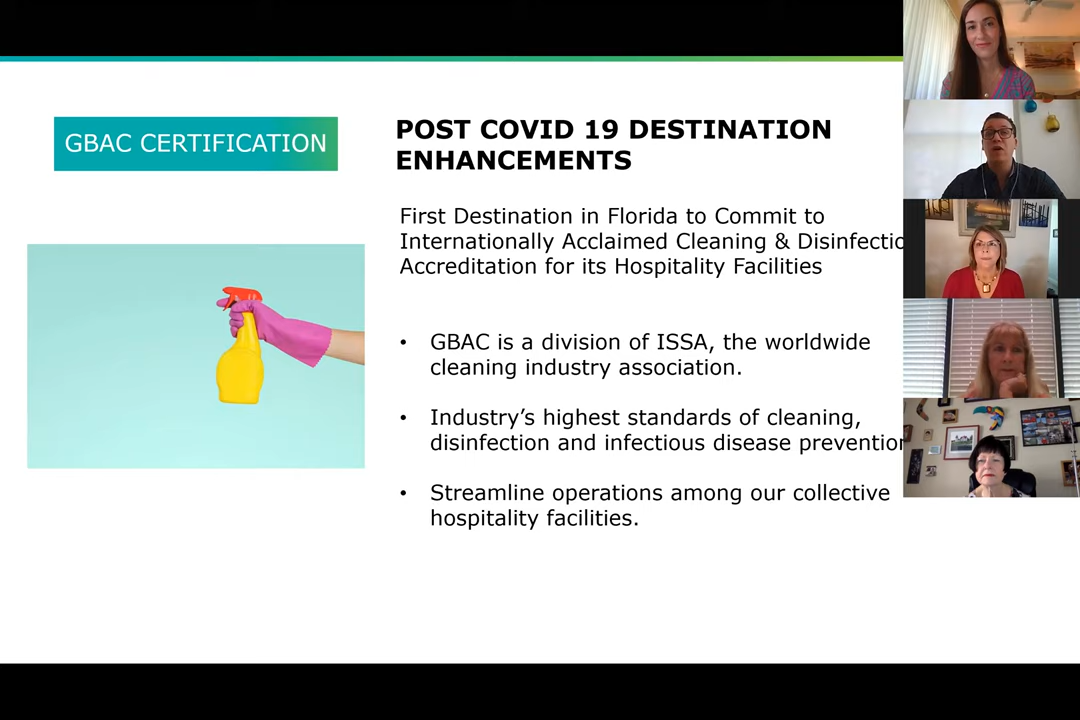 GBAC CERTIFICATION
POST COVID 19 DESTINATION
ENHANCEMENTS
First Destination in Florida to Commit to
Internationally Acclaimed Cleaning & Disinfectio
Accreditation for its Hospitality Facilities
• GBAC is a division of ISSA, the worldwide
cleaning industry association.
• Industry’s highest standards of cleaning,
disinfection and infectious disease prevention
• Streamline operations among our collective
hospitality facilities.